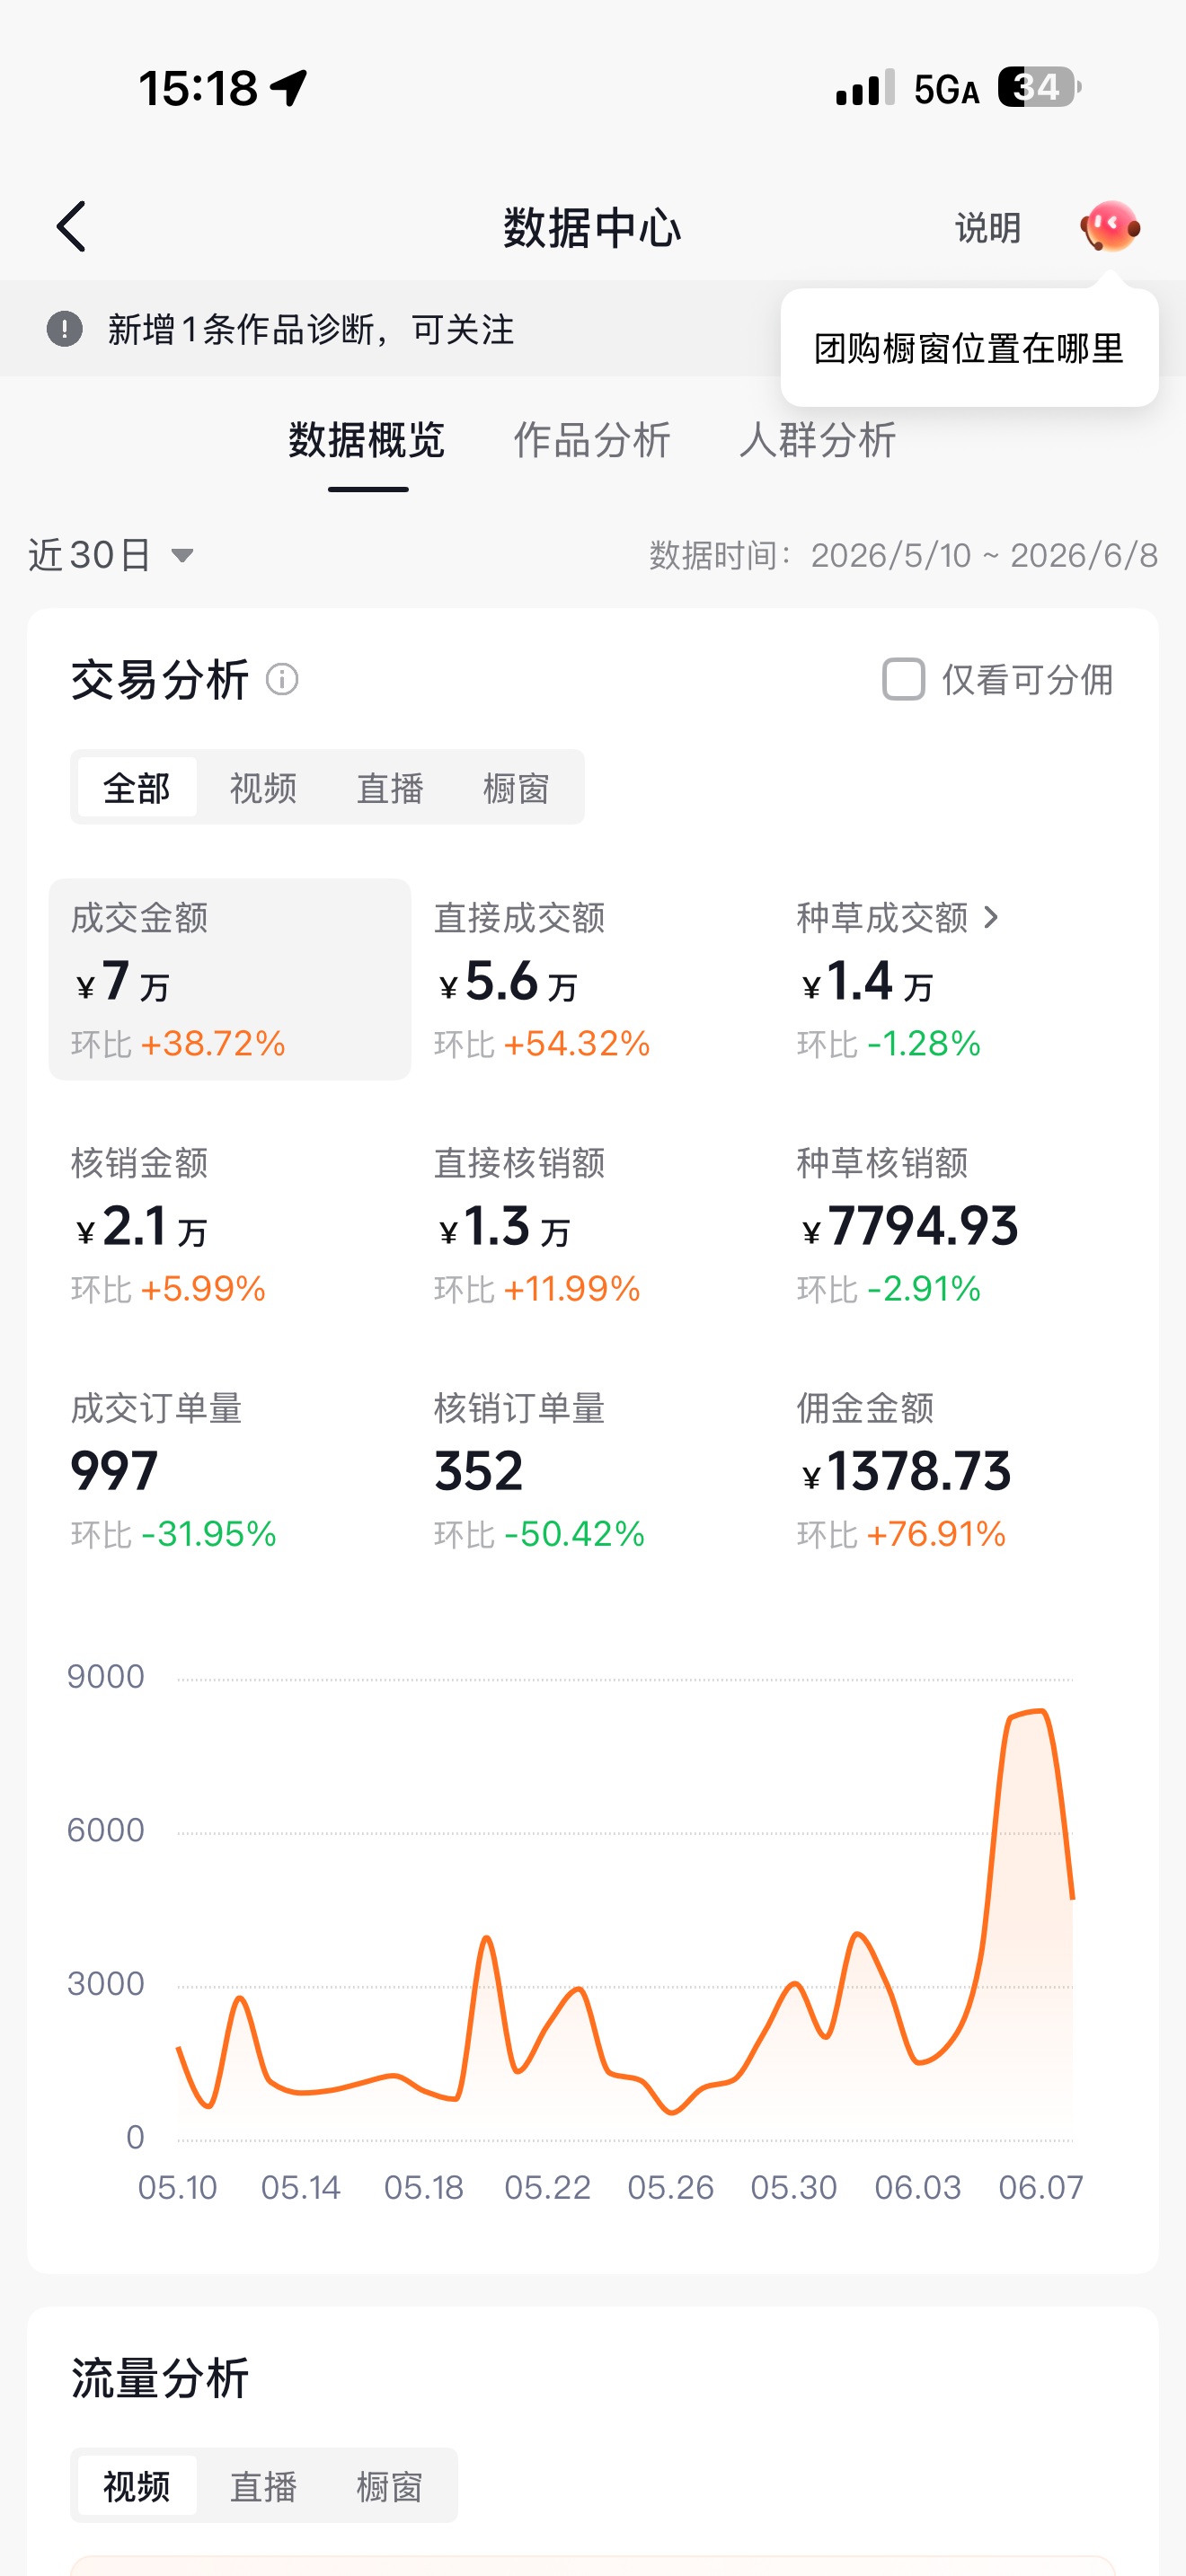 15:18 5GA 34
数据中心 说明
新增1条作品诊断，可关注
团购橱窗位置在哪里
数据概览 作品分析 人群分析
近30日 数据时间：2026/5/10 ~ 2026/6/8
交易分析 仅看可分佣
全部 视频 直播 橱窗
成交金额 直接成交额 种草成交额
¥7万 ¥5.6万 ¥1.4万
环比 +38.72% 环比 +54.32% 环比 -1.28%
核销金额 直接核销额 种草核销额
¥2.1万 ¥1.3万 ¥7794.93
环比 +5.99% 环比 +11.99% 环比 -2.91%
成交订单量 核销订单量 佣金金额
997 352 ¥1378.73
环比 -31.95% 环比 -50.42% 环比 +76.91%
9000
6000
3000
0
05.10 05.14 05.18 05.22 05.26 05.30 06.03 06.07
流量分析
视频 直播 橱窗